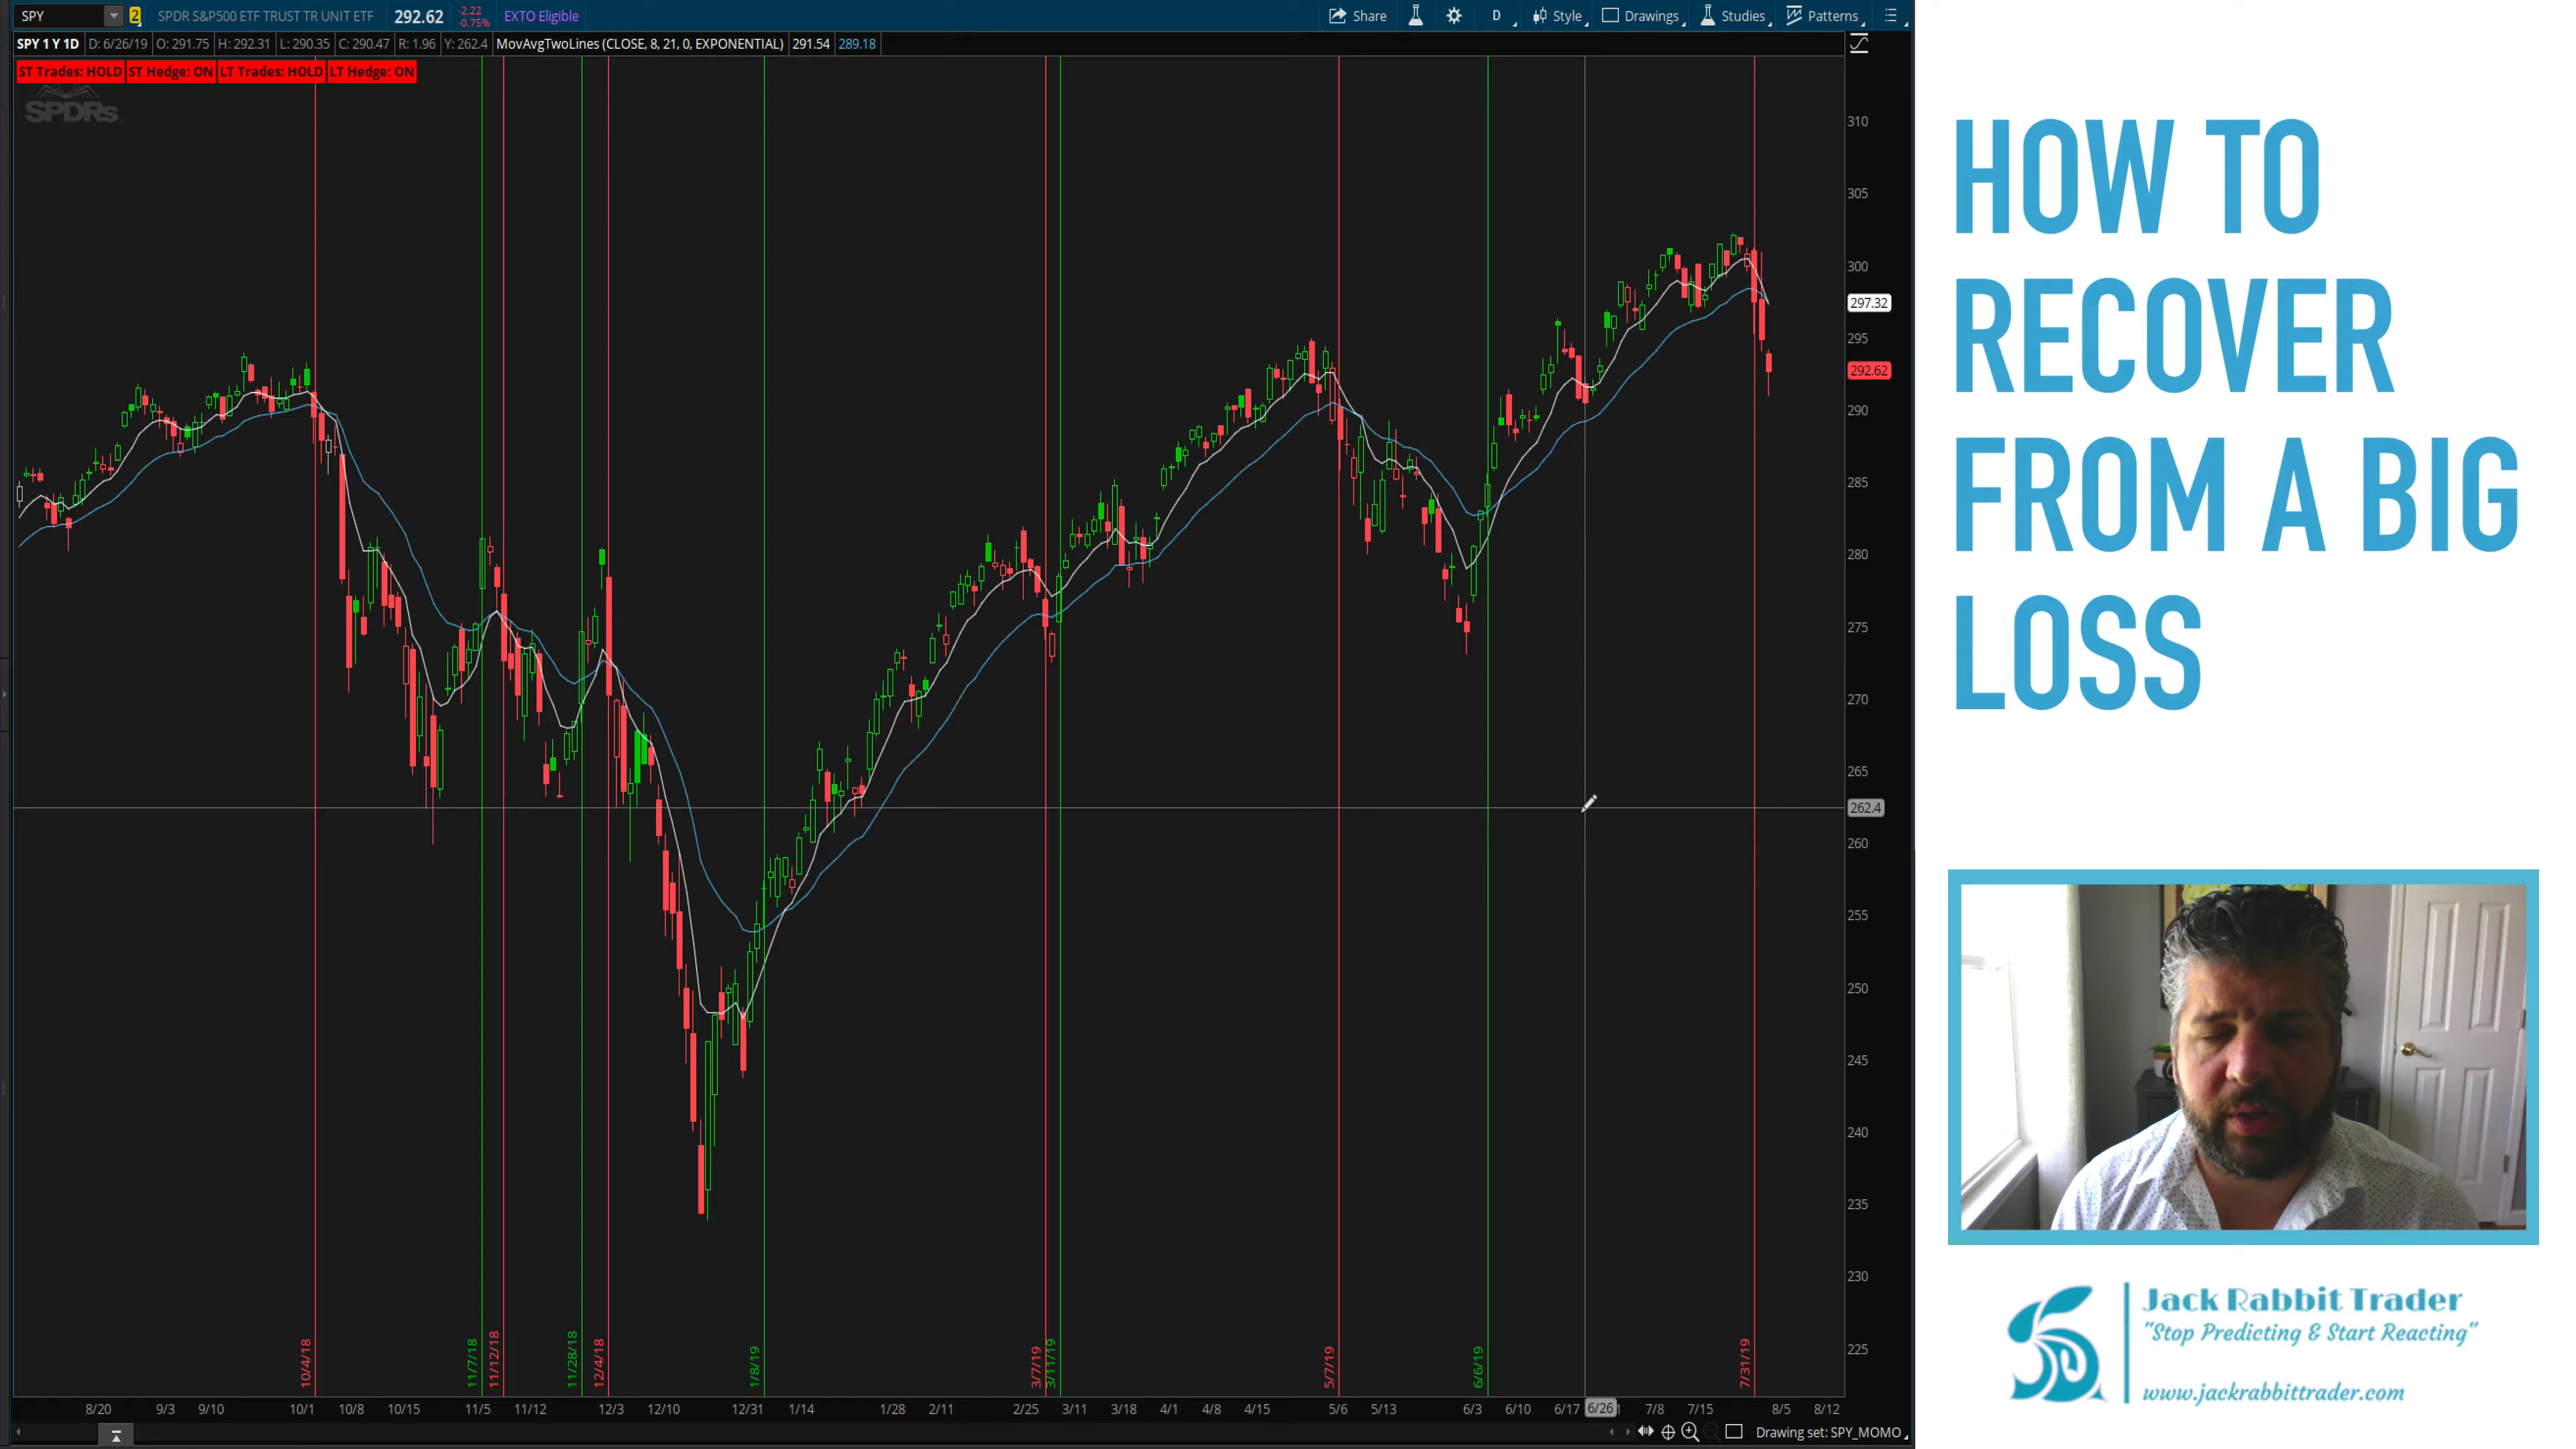 SPY
2
SPDR S&P500 ETF TRUST TR UNIT ETF
292.62
-2.22
-0.75%
EXTO Eligible
Share
D
Style
Drawings
Studies
Patterns
SPY 1 Y 1D D: 6/26/19 O: 291.75 H: 292.31 L: 290.35 C: 290.47 R: 1.96 Y: 262.4 MovAvgTwoLines (CLOSE, 8, 21, 0, EXPONENTIAL) 291.54 289.18
ST Trades: HOLD ST Hedge: ON LT Trades: HOLD LT Hedge: ON
SPDRs
310
305
300
297.32
295
292.62
290
285
280
275
270
265
262.4
260
255
250
245
240
235
230
225
10/4/18
11/7/18
11/12/18
11/28/18
12/4/18
1/8/19
3/7/19
3/11/19
5/7/19
6/6/19
7/31/19
8/20 9/3 9/10 10/1 10/8 10/15 11/5 11/12 12/3 12/10 12/31 1/14 1/28 2/11 2/25 3/11 3/18 4/1 4/8 4/15 5/6 5/13 6/3 6/10 6/17 6/26 7/8 7/15 8/5 8/12
Drawing set: SPY_MOMO
HOW TO
RECOVER
FROM A BIG
LOSS
Jack Rabbit Trader
"Stop Predicting & Start Reacting"
www.jackrabbittrader.com